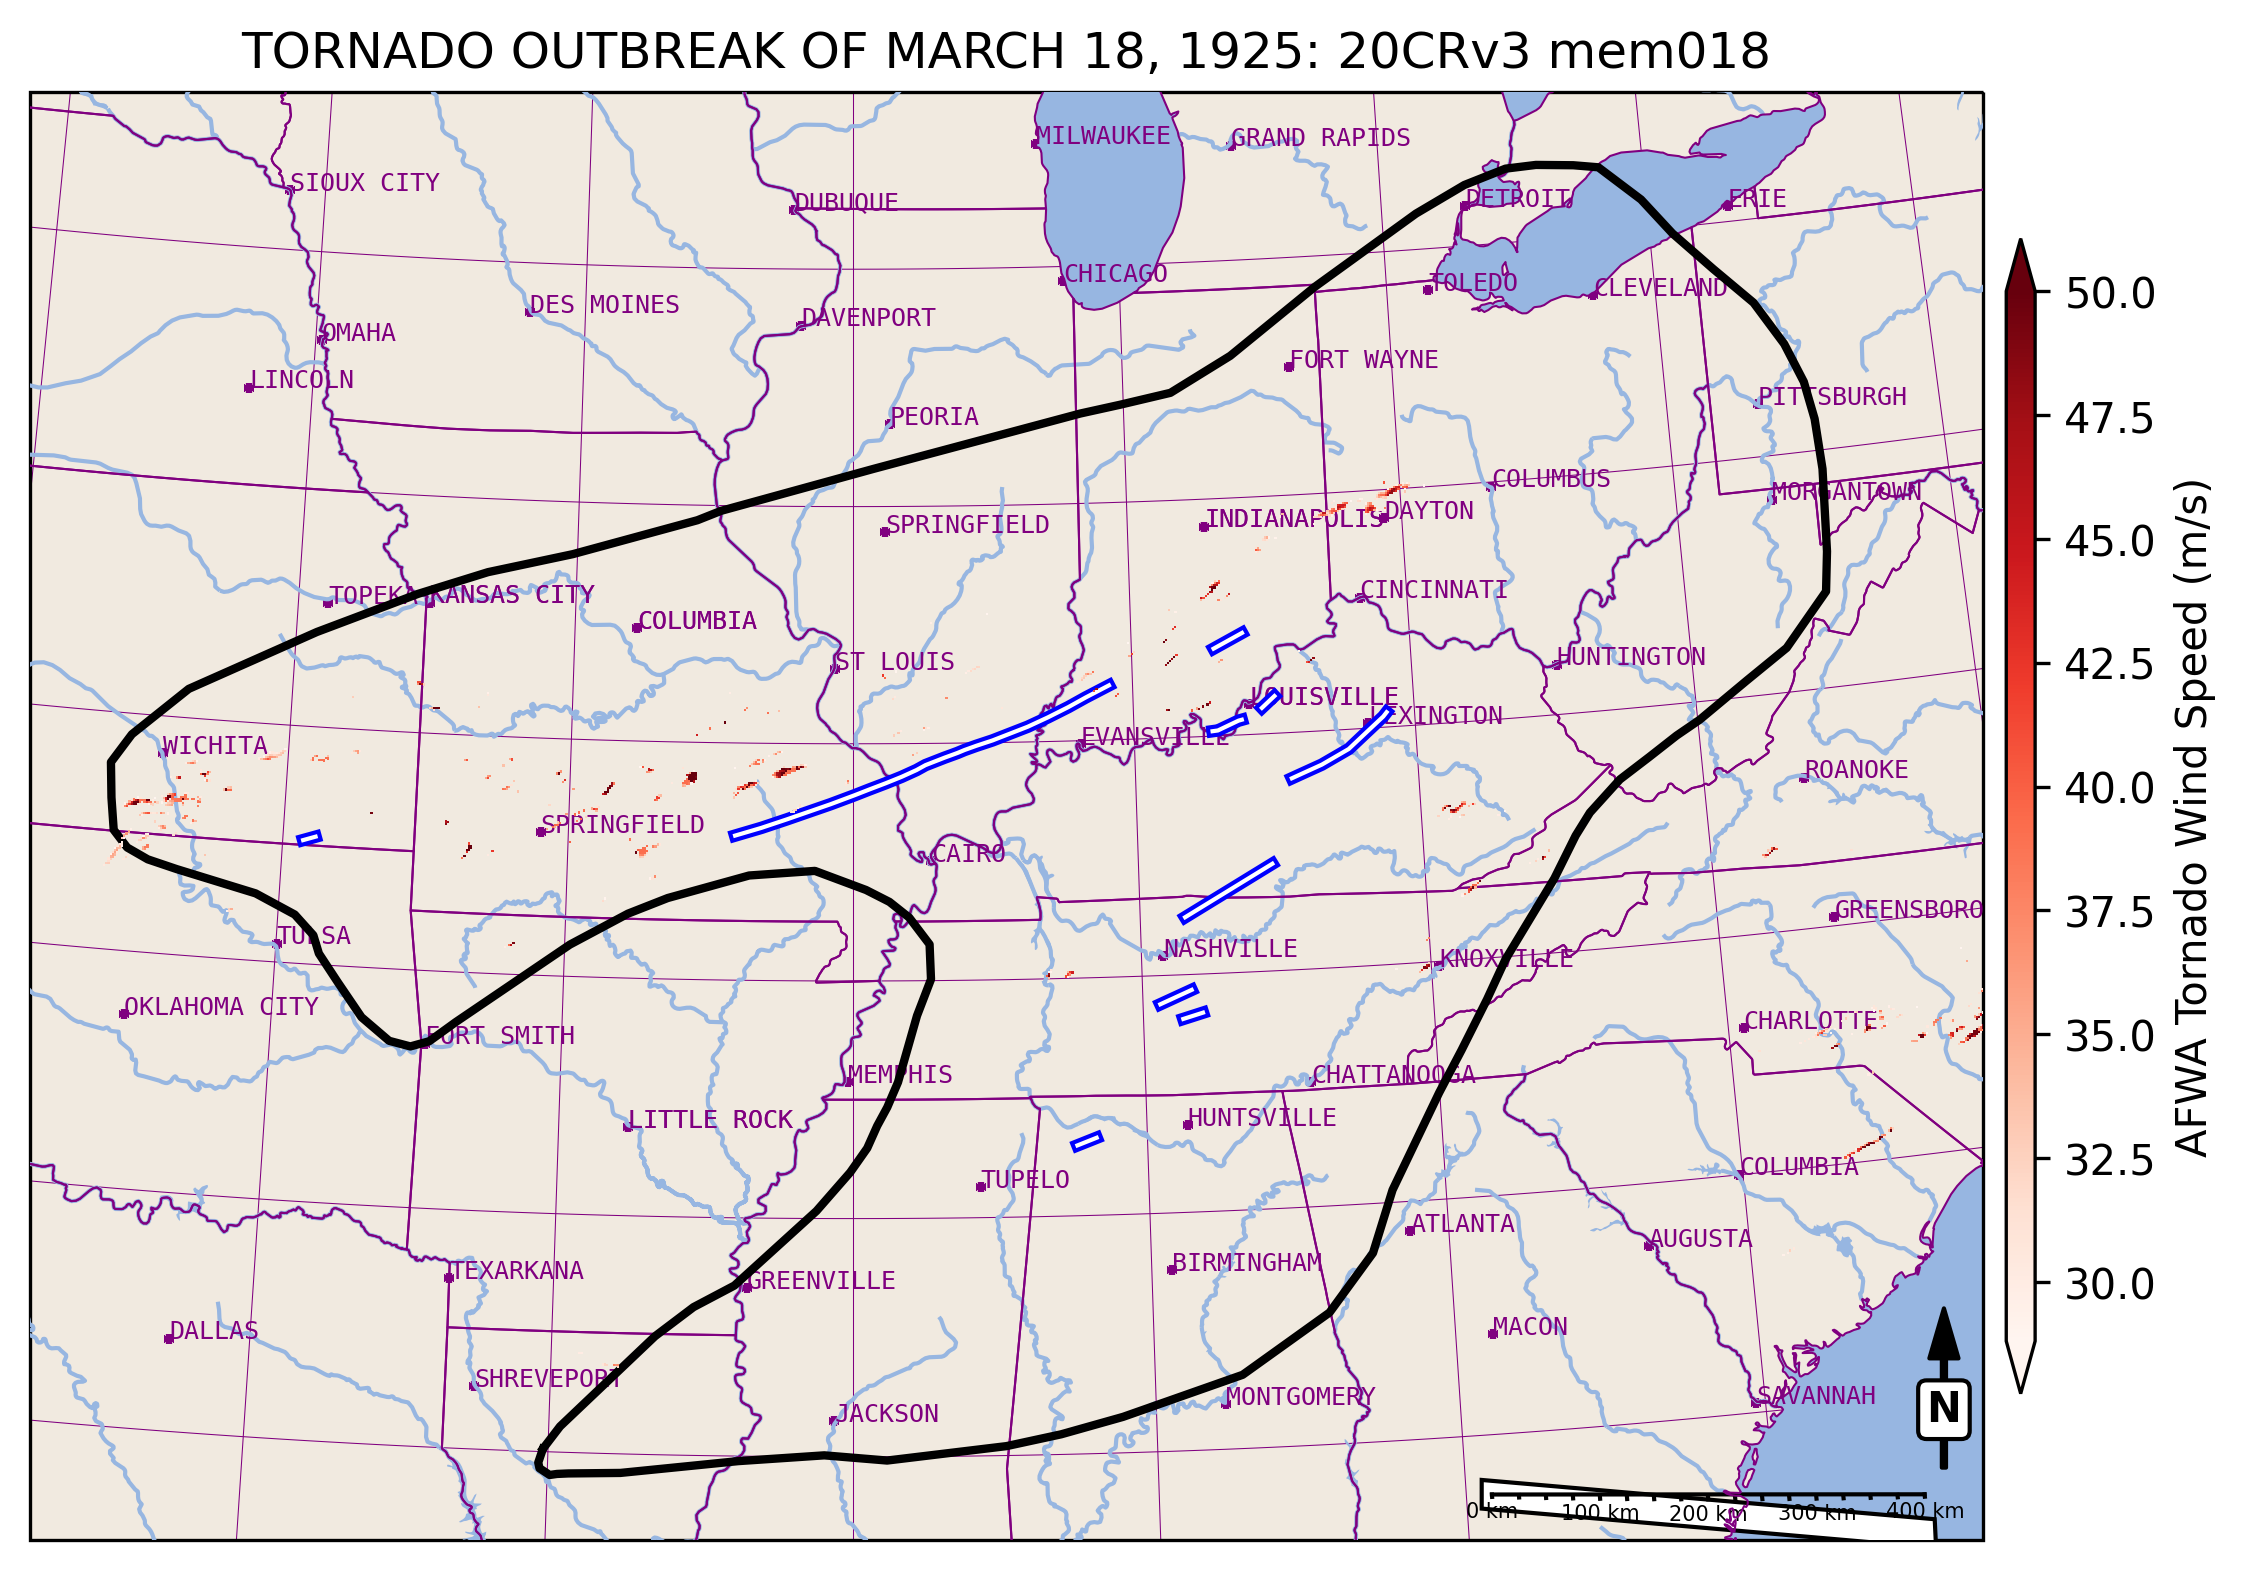 TORNADO OUTBREAK OF MARCH 18, 1925: 20CRv3 mem018
MILWAUKEE
GRAND RAPIDS
SIOUX CITY
DUBUQUE
DETROIT
ERIE
CHICAGO
TOLEDO
CLEVELAND
DES MOINES
DAVENPORT
OMAHA
LINCOLN
FORT WAYNE
PEORIA
PITTSBURGH
COLUMBUS
MORGANTOWN
SPRINGFIELD
INDIANAPOLIS
DAYTON
TOPEKA
KANSAS CITY
CINCINNATI
COLUMBIA
ST LOUIS
HUNTINGTON
LOUISVILLE
LEXINGTON
WICHITA
EVANSVILLE
ROANOKE
SPRINGFIELD
CAIRO
GREENSBORO
TULSA
NASHVILLE
KNOXVILLE
OKLAHOMA CITY
FORT SMITH
CHARLOTTE
MEMPHIS
CHATTANOOGA
LITTLE ROCK
HUNTSVILLE
TUPELO
COLUMBIA
ATLANTA
AUGUSTA
TEXARKANA
GREENVILLE
BIRMINGHAM
DALLAS
MACON
SHREVEPORT
JACKSON
MONTGOMERY
SAVANNAH
N
0 km 100 km 200 km 300 km 400 km
50.0
47.5
45.0
42.5
40.0
37.5
35.0
32.5
30.0
AFWA Tornado Wind Speed (m/s)